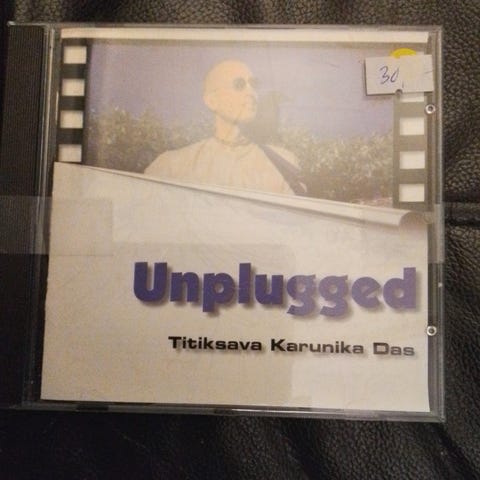 30,-
Unplugged
Titiksava Karunika Das